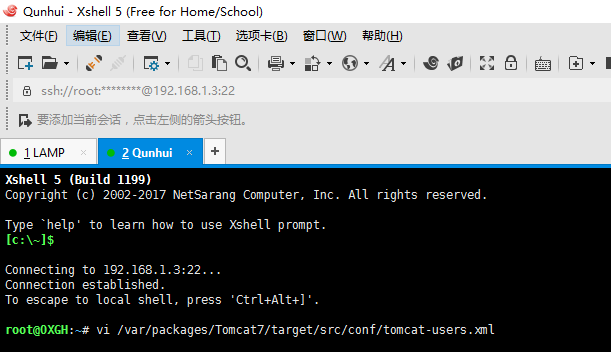 Qunhui - Xshell 5 (Free for Home/School)
文件(F) 编辑(E) 查看(V) 工具(T) 选项卡(B) 窗口(W) 帮助(H)
ssh://root:********@192.168.1.3:22
要添加当前会话，点击左侧的箭头按钮。
1 LAMP × 2 Qunhui × +
Xshell 5 (Build 1199)
Copyright (c) 2002-2017 NetSarang Computer, Inc. All rights reserved.
Type `help' to learn how to use Xshell prompt.
[c:\~]$
Connecting to 192.168.1.3:22...
Connection established.
To escape to local shell, press 'Ctrl+Alt+]'.
root@OXGH:~# vi /var/packages/Tomcat7/target/src/conf/tomcat-users.xml